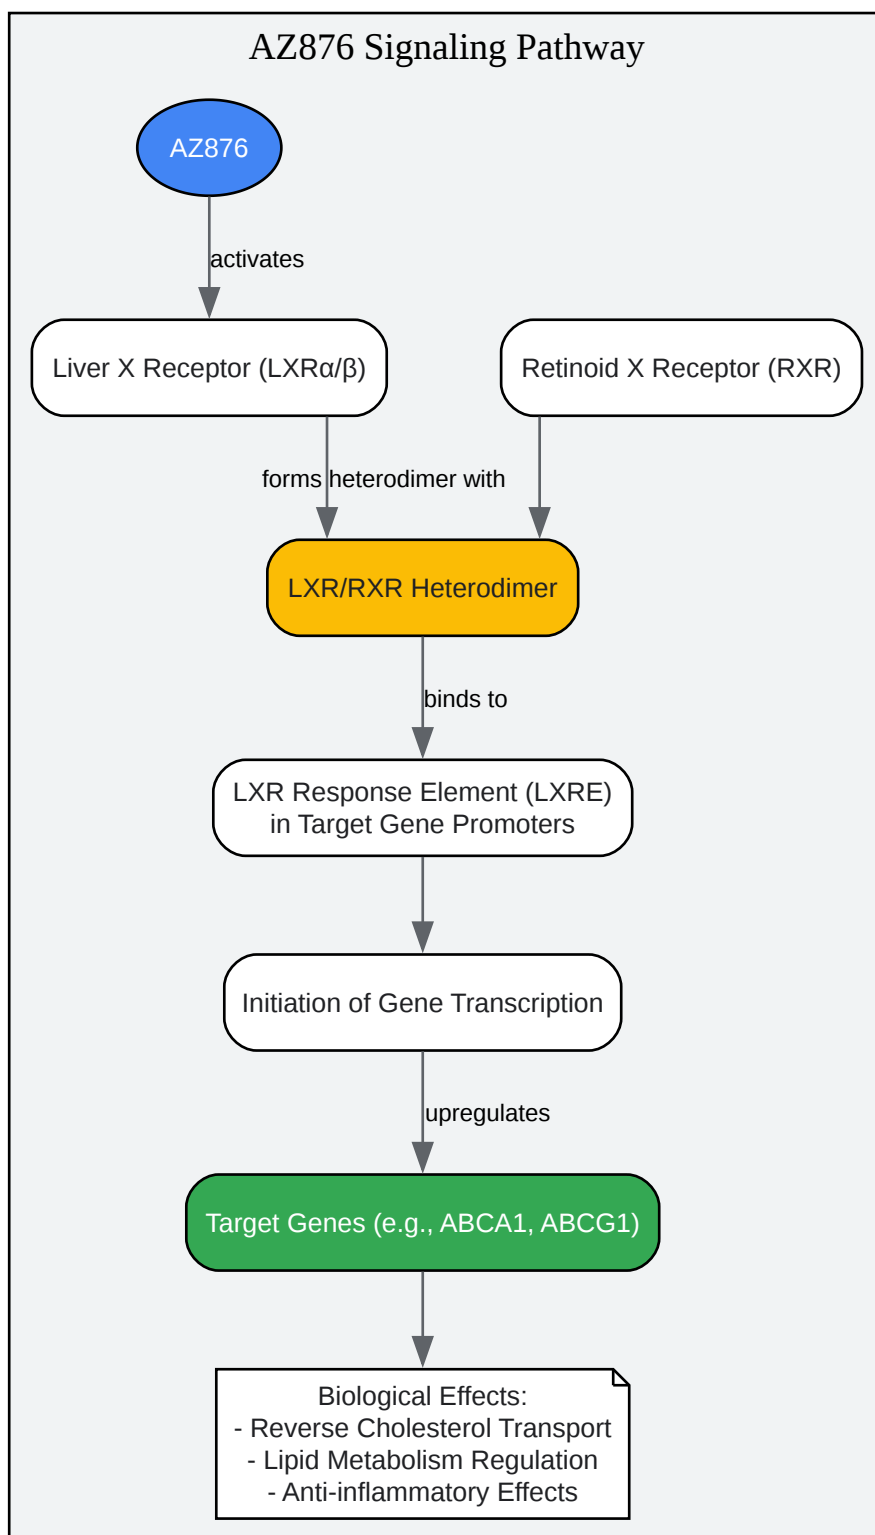 AZ876 Signaling Pathway
AZ876
activates
Liver X Receptor (LXRα/β)
Retinoid X Receptor (RXR)
forms heterodimer with
LXR/RXR Heterodimer
binds to
LXR Response Element (LXRE)
in Target Gene Promoters
Initiation of Gene Transcription
upregulates
Target Genes (e.g., ABCA1, ABCG1)
Biological Effects:
- Reverse Cholesterol Transport
- Lipid Metabolism Regulation
- Anti-inflammatory Effects